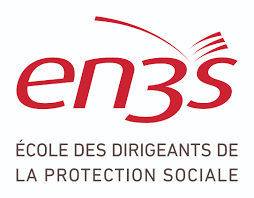 en3s
ÉCOLE DES DIRIGEANTS DE
LA PROTECTION SOCIALE